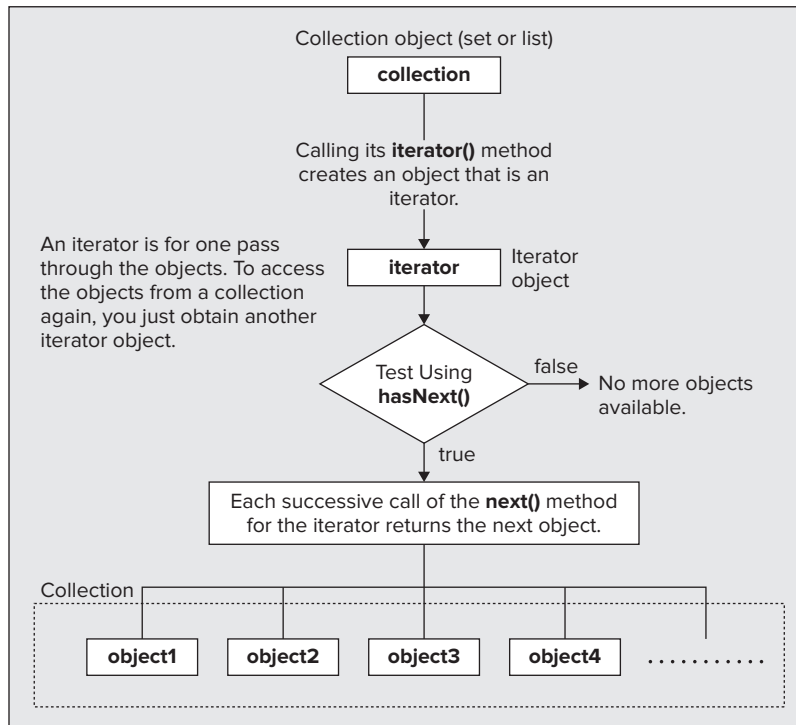 Collection object (set or list)
collection
Calling its iterator() method
creates an object that is an
iterator.
An iterator is for one pass
through the objects. To access
the objects from a collection
again, you just obtain another
iterator object.
iterator
Iterator
object
Test Using
hasNext()
false
No more objects
available.
true
Each successive call of the next() method
for the iterator returns the next object.
Collection
object1
object2
object3
object4
. . . . . . . . . . .